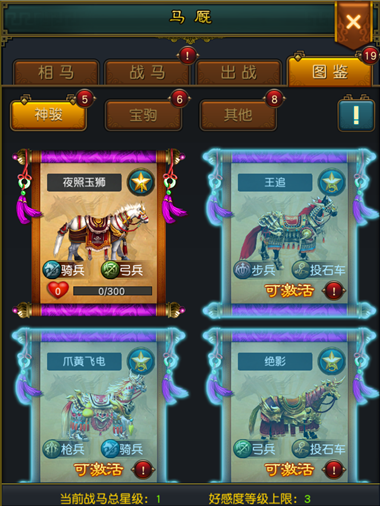 马厩
相马 战马 出战 图鉴 19
神骏 5 宝驹 6 其他 8
夜照玉狮 王追
骑兵 弓兵 步兵 投石车
0 0/300 可激活
爪黄飞电 绝影
枪兵 骑兵 弓兵 投石车
可激活 可激活
当前战马总星级：1 好感度等级上限：3